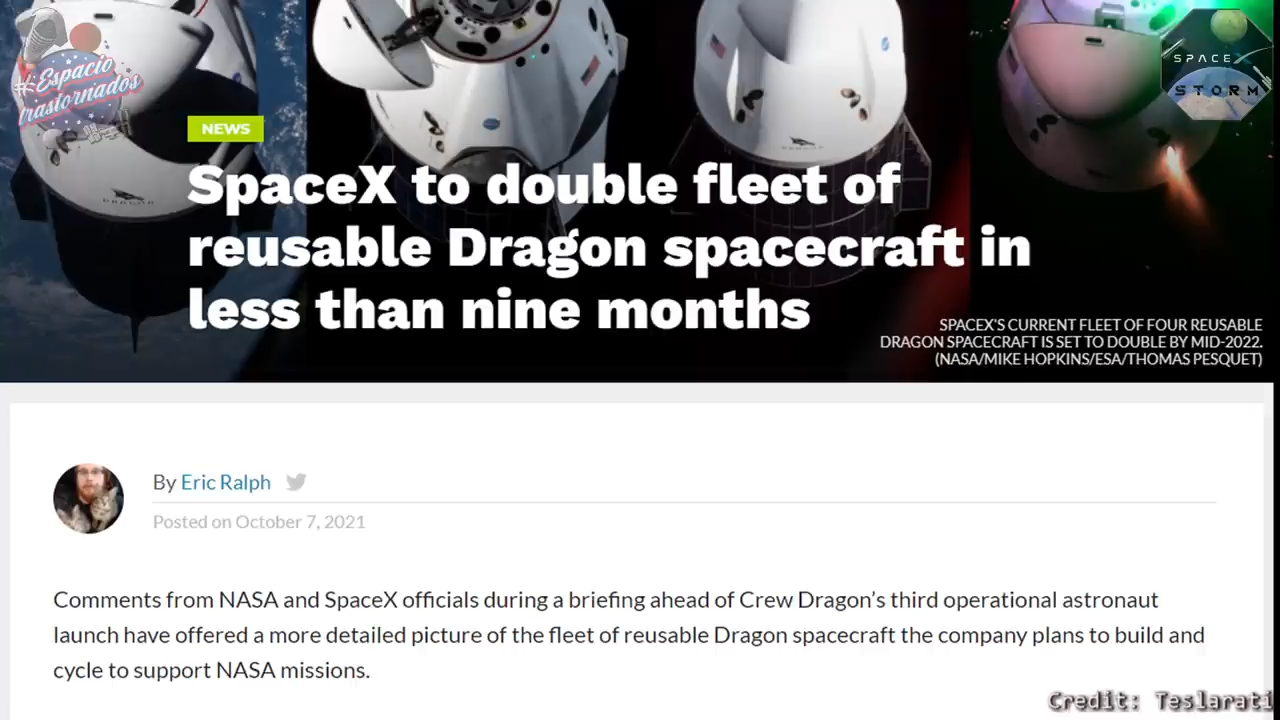 #Espacio
trastornados
SPACEX
STORM
NEWS
SpaceX to double fleet of
reusable Dragon spacecraft in
less than nine months
SPACEX'S CURRENT FLEET OF FOUR REUSABLE
DRAGON SPACECRAFT IS SET TO DOUBLE BY MID-2022.
(NASA/MIKE HOPKINS/ESA/THOMAS PESQUET)
By Eric Ralph
Posted on October 7, 2021
Comments from NASA and SpaceX officials during a briefing ahead of Crew Dragon's third operational astronaut
launch have offered a more detailed picture of the fleet of reusable Dragon spacecraft the company plans to build and
cycle to support NASA missions.
Credit: Teslarati